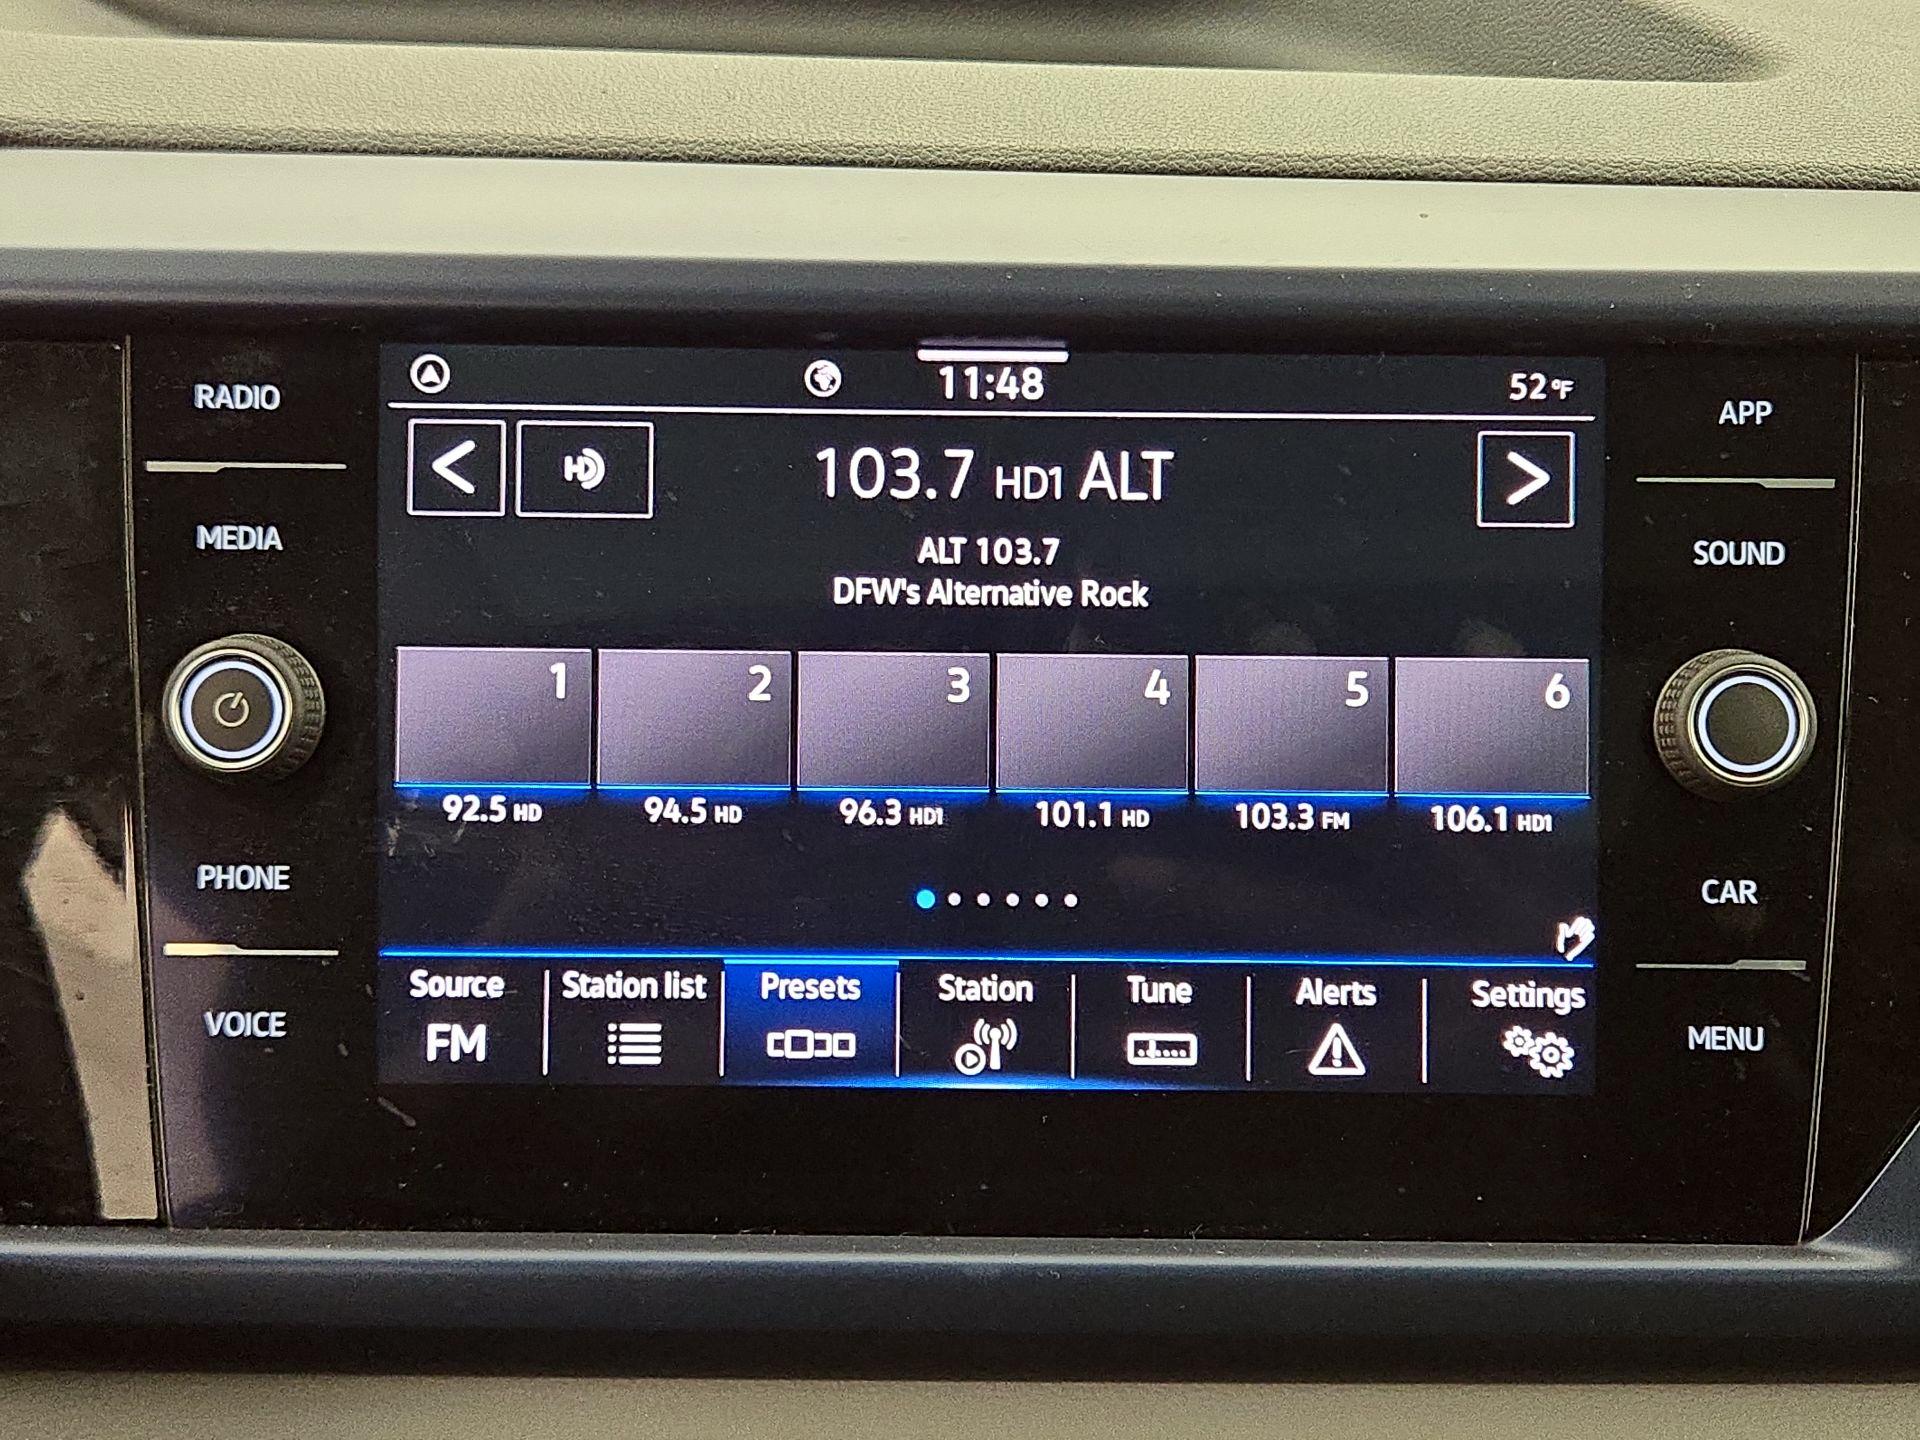 RADIO
MEDIA
PHONE
VOICE
11:48
52°F
HD
103.7 HD1 ALT
ALT 103.7
DFW's Alternative Rock
1 2 3 4 5 6
92.5 HD 94.5 HD 96.3 HD1 101.1 HD 103.3 FM 106.1 HD1
Source Station list Presets Station Tune Alerts Settings
FM
APP
SOUND
CAR
MENU